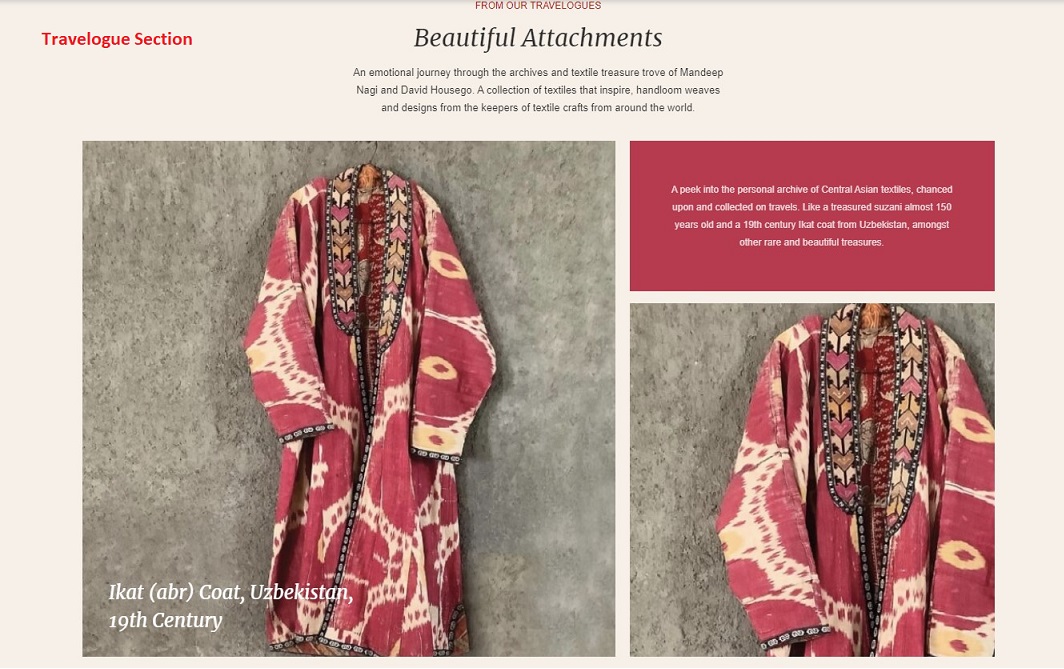 FROM OUR TRAVELOGUES
Travelogue Section
Beautiful Attachments
An emotional journey through the archives and textile treasure trove of Mandeep
Nagi and David Housego. A collection of textiles that inspire, handloom weaves
and designs from the keepers of textile crafts from around the world.
A peek into the personal archive of Central Asian textiles, chanced
upon and collected on travels. Like a treasured suzani almost 150
years old and a 19th century Ikat coat from Uzbekistan, amongst
other rare and beautiful treasures.
Ikat (abr) Coat, Uzbekistan,
19th Century